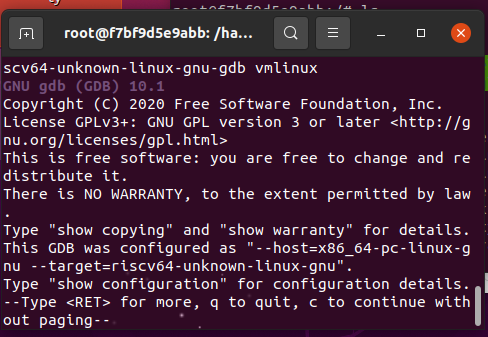 root@f7bf9d5e9abb:/# ls
root@f7bf9d5e9abb: /ha...
scv64-unknown-linux-gnu-gdb vmlinux
GNU gdb (GDB) 10.1
Copyright (C) 2020 Free Software Foundation, Inc.
License GPLv3+: GNU GPL version 3 or later <http://g
nu.org/licenses/gpl.html>
This is free software: you are free to change and re
distribute it.
There is NO WARRANTY, to the extent permitted by law
.
Type "show copying" and "show warranty" for details.
This GDB was configured as "--host=x86_64-pc-linux-g
nu --target=riscv64-unknown-linux-gnu".
Type "show configuration" for configuration details.
--Type <RET> for more, q to quit, c to continue with
out paging--